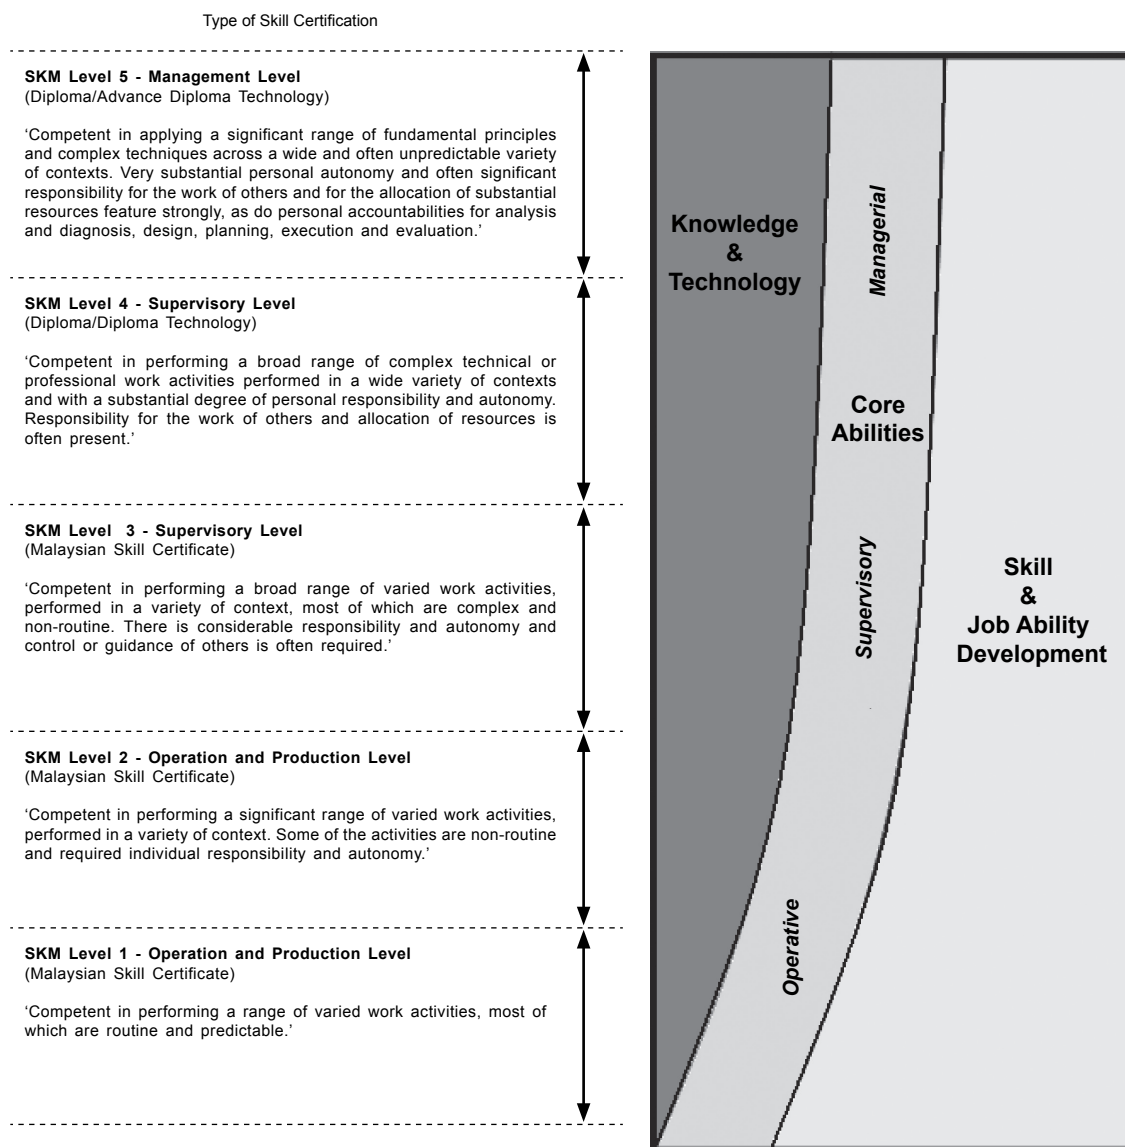 Type of Skill Certification
SKM Level 5 - Management Level
(Diploma/Advance Diploma Technology)
‘Competent in applying a significant range of fundamental principles
and complex techniques across a wide and often unpredictable variety
of contexts. Very substantial personal autonomy and often significant
responsibility for the work of others and for the allocation of substantial
resources feature strongly, as do personal accountabilities for analysis
and diagnosis, design, planning, execution and evaluation.’
SKM Level 4 - Supervisory Level
(Diploma/Diploma Technology)
‘Competent in performing a broad range of complex technical or
professional work activities performed in a wide variety of contexts
and with a substantial degree of personal responsibility and autonomy.
Responsibility for the work of others and allocation of resources is
often present.’
SKM Level 3 - Supervisory Level
(Malaysian Skill Certificate)
‘Competent in performing a broad range of varied work activities,
performed in a variety of context, most of which are complex and
non-routine. There is considerable responsibility and autonomy and
control or guidance of others is often required.’
SKM Level 2 - Operation and Production Level
(Malaysian Skill Certificate)
‘Competent in performing a significant range of varied work activities,
performed in a variety of context. Some of the activities are non-routine
and required individual responsibility and autonomy.’
SKM Level 1 - Operation and Production Level
(Malaysian Skill Certificate)
‘Competent in performing a range of varied work activities, most of
which are routine and predictable.’
Knowledge
&
Technology
Managerial
Core
Abilities
Supervisory
Operative
Skill
&
Job Ability
Development